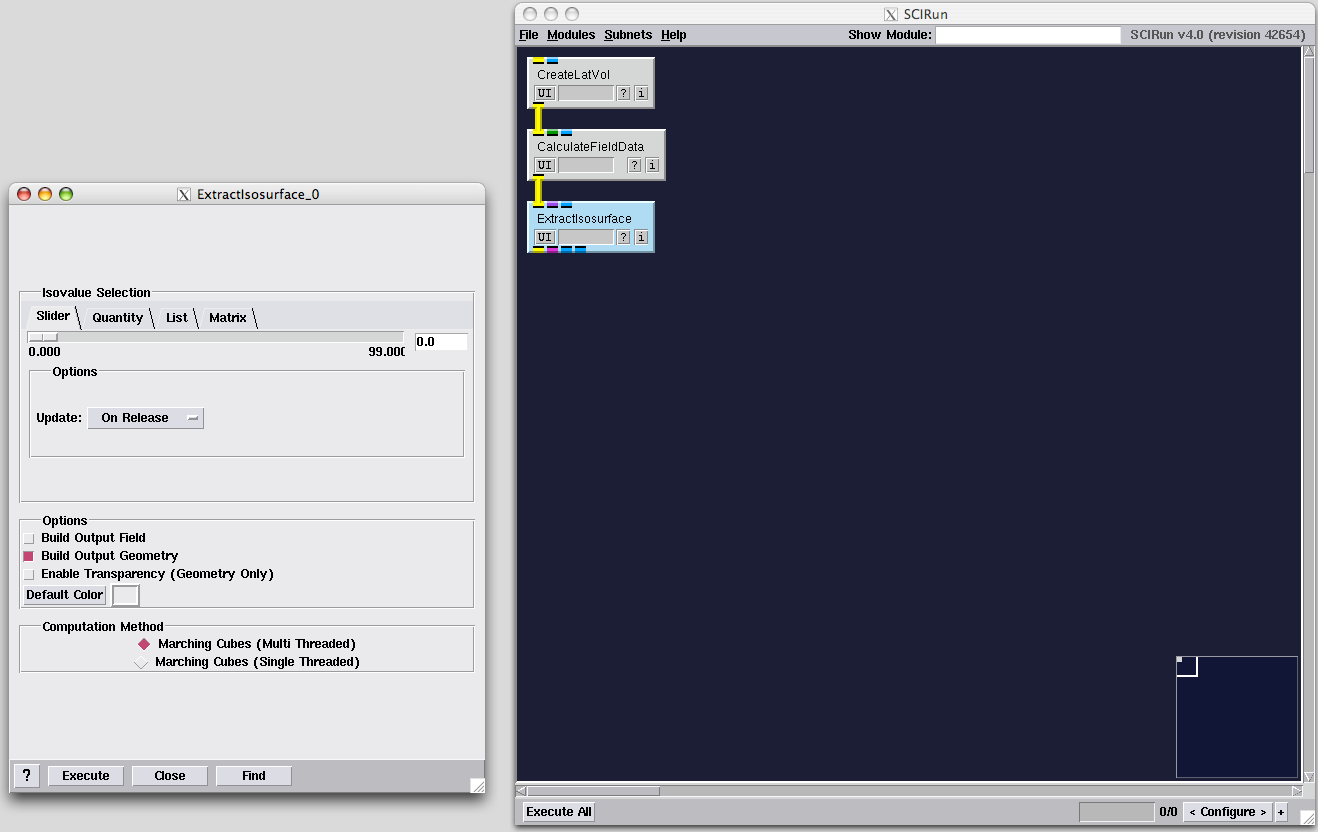 X ExtractIsosurface_0
Isovalue Selection
Slider Quantity List Matrix
0.000 99.000 0.0
Options
Update: On Release
Options
Build Output Field
Build Output Geometry
Enable Transparency (Geometry Only)
Default Color
Computation Method
Marching Cubes (Multi Threaded)
Marching Cubes (Single Threaded)
? Execute Close Find
X SCIRun
File Modules Subnets Help Show Module: SCIRun v4.0 (revision 42654)
CreateLatVol
UI ? i
CalculateFieldData
UI ? i
ExtractIsosurface
UI ? i
Execute All 0/0 < Configure > +